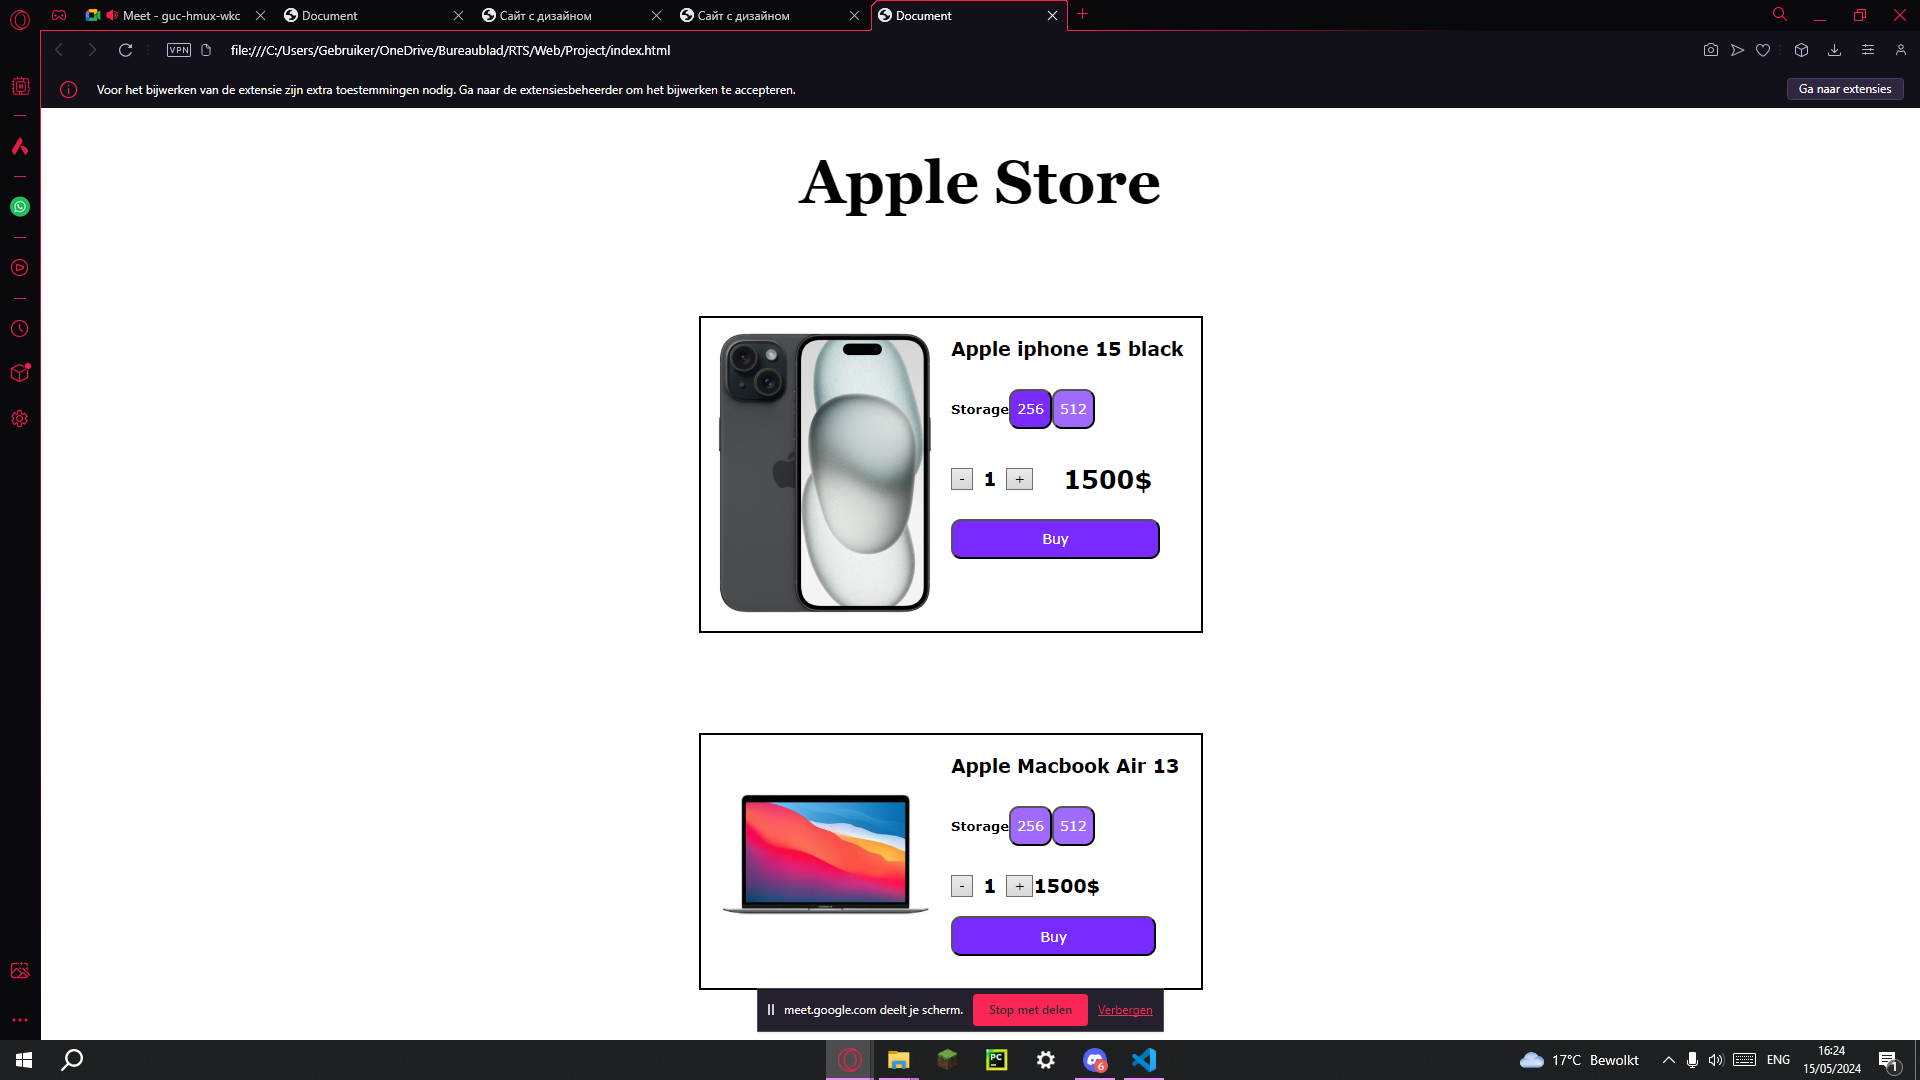 Meet - guc-hmux-wkc
Document
Сайт с дизайном
Сайт с дизайном
Document
VPN
file:///C:/Users/Gebruiker/OneDrive/Bureaublad/RTS/Web/Project/index.html
Voor het bijwerken van de extensie zijn extra toestemmingen nodig. Ga naar de extensiesbeheerder om het bijwerken te accepteren.
Ga naar extensies
Apple Store
Apple iphone 15 black
Storage 256 512
- 1 + 1500$
Buy
Apple Macbook Air 13
Storage 256 512
- 1 + 1500$
Buy
meet.google.com deelt je scherm.
Stop met delen
Verbergen
PC
6
17°C Bewolkt
ENG
16:24
15/05/2024
1